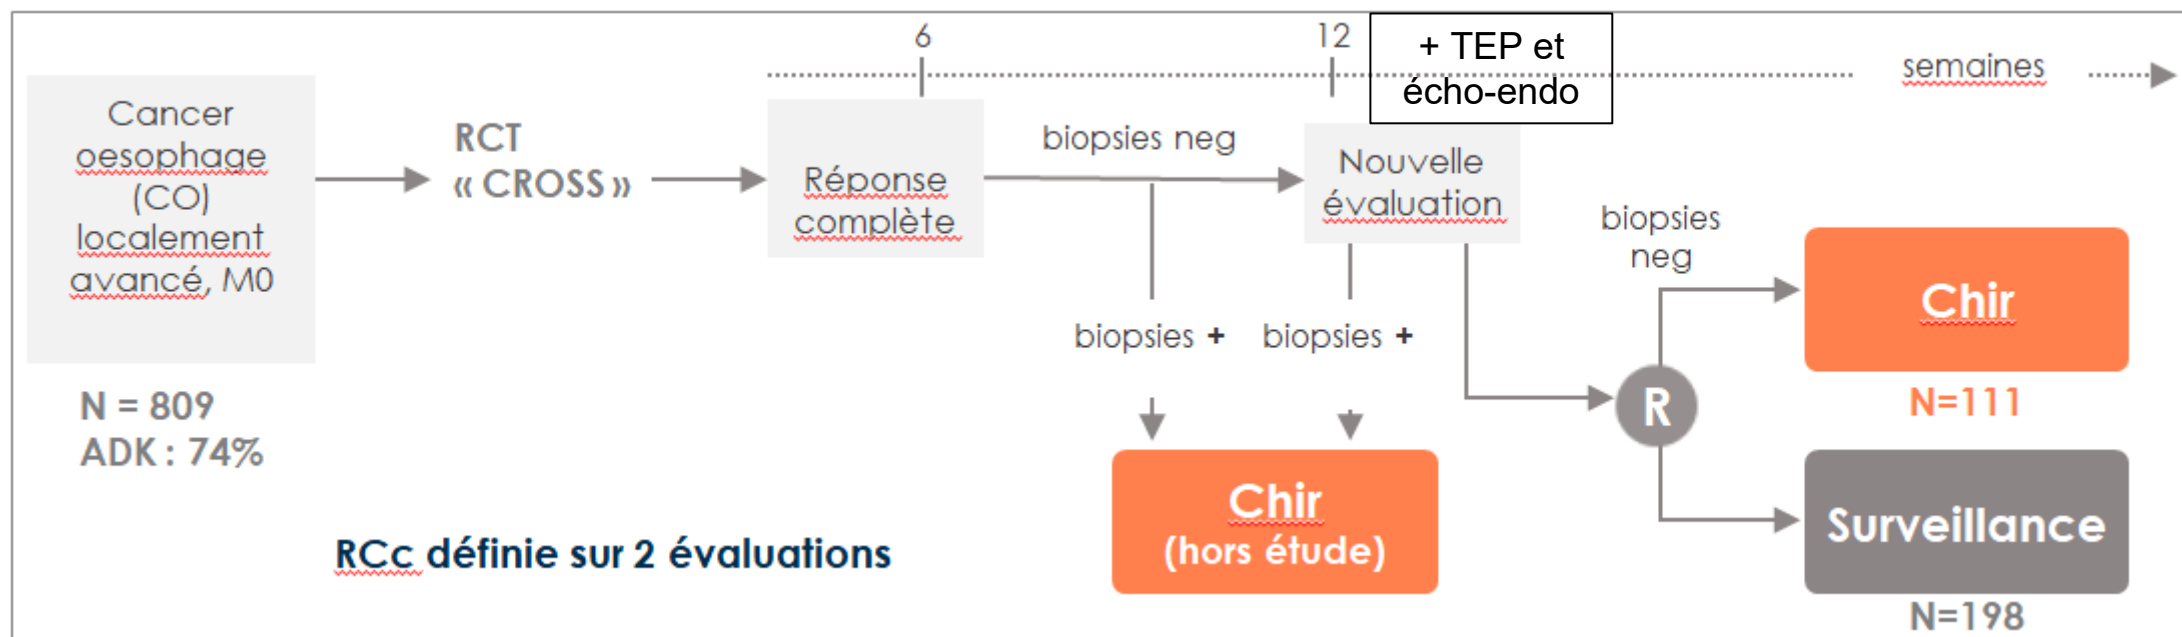 6
12
+ TEP et
écho-endo
semaines
Cancer
oesophage
(CO)
localement
avancé, M0
RCT
« CROSS »
Réponse
complète
biopsies neg
Nouvelle
évaluation
biopsies
neg
Chir
N=111
biopsies +
biopsies +
R
N = 809
ADK : 74%
Chir
(hors étude)
Surveillance
N=198
RCc définie sur 2 évaluations